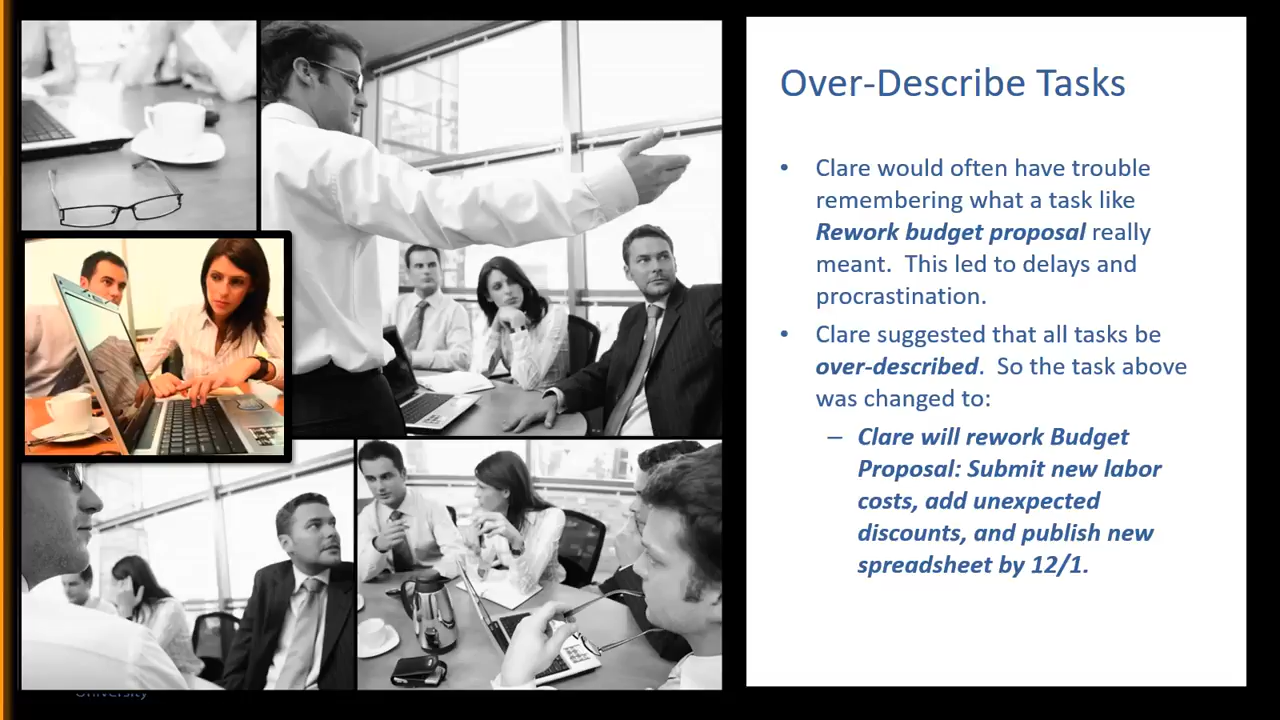 Over-Describe Tasks
• Clare would often have trouble
remembering what a task like
Rework budget proposal really
meant.  This led to delays and
procrastination.
• Clare suggested that all tasks be
over-described.  So the task above
was changed to:
– Clare will rework Budget
Proposal: Submit new labor
costs, add unexpected
discounts, and publish new
spreadsheet by 12/1.
University